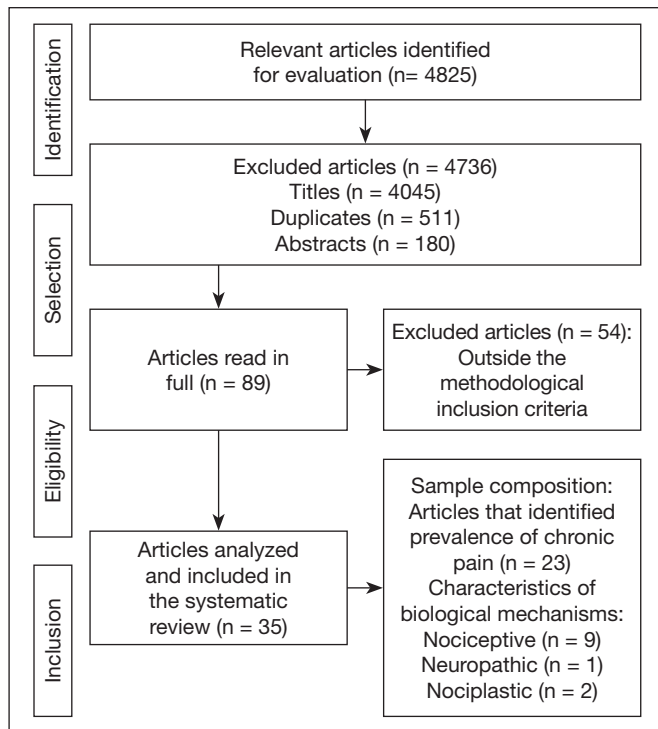 Identification
Relevant articles identified
for evaluation (n= 4825)
Excluded articles (n = 4736)
Titles (n = 4045)
Duplicates (n = 511)
Abstracts (n = 180)
Selection
Articles read in
full (n = 89)
Excluded articles (n = 54):
Outside the
methodological
inclusion criteria
Eligibility
Articles analyzed
and included in
the systematic
review (n = 35)
Sample composition:
Articles that identified
prevalence of chronic
pain (n = 23)
Characteristics of
biological mechanisms:
Nociceptive (n = 9)
Neuropathic (n = 1)
Nociplastic (n = 2)
Inclusion